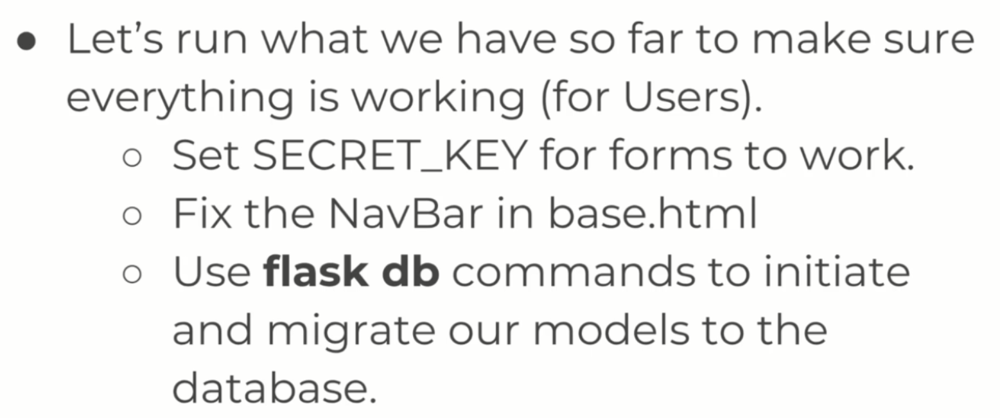 ● Let’s run what we have so far to make sure
everything is working (for Users).
○ Set SECRET_KEY for forms to work.
○ Fix the NavBar in base.html
○ Use flask db commands to initiate
and migrate our models to the
database.